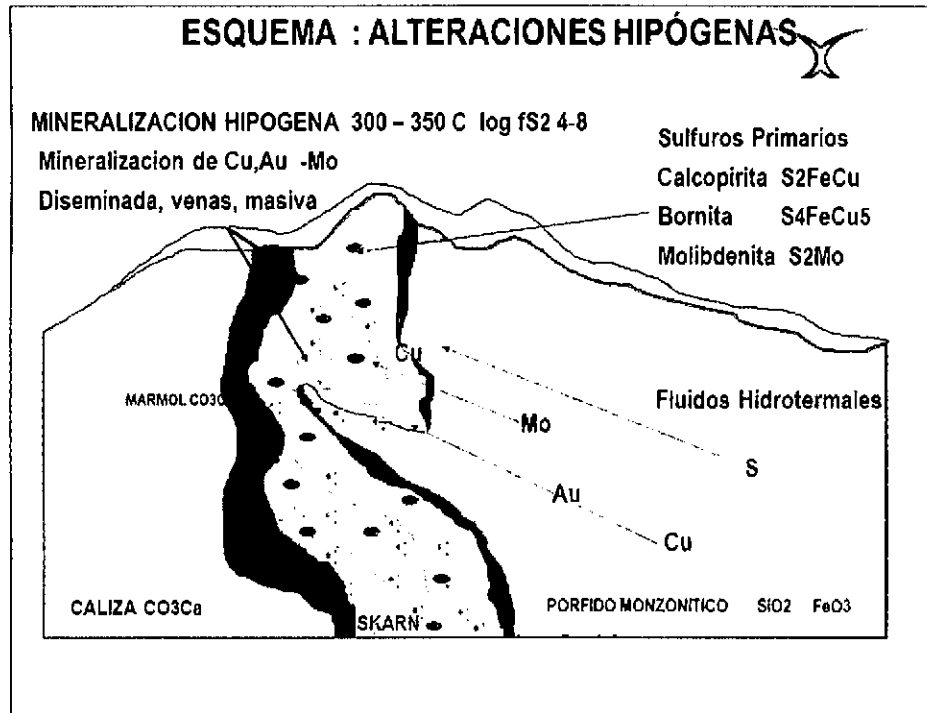 ESQUEMA : ALTERACIONES HIPÓGENAS
MINERALIZACION HIPOGENA 300 – 350 C log fS2 4-8
Mineralizacion de Cu,Au -Mo
Diseminada, venas, masiva
Sulfuros Primarios
Calcopirita S2FeCu
Bornita S4FeCu5
Molibdenita S2Mo
Cu
MARMOL
Fluidos Hidrotermales
Mo
S
Au
Cu
CALIZA CO3Ca
SKARN
PORFIDO MONZONITICO SiO2 FeO3